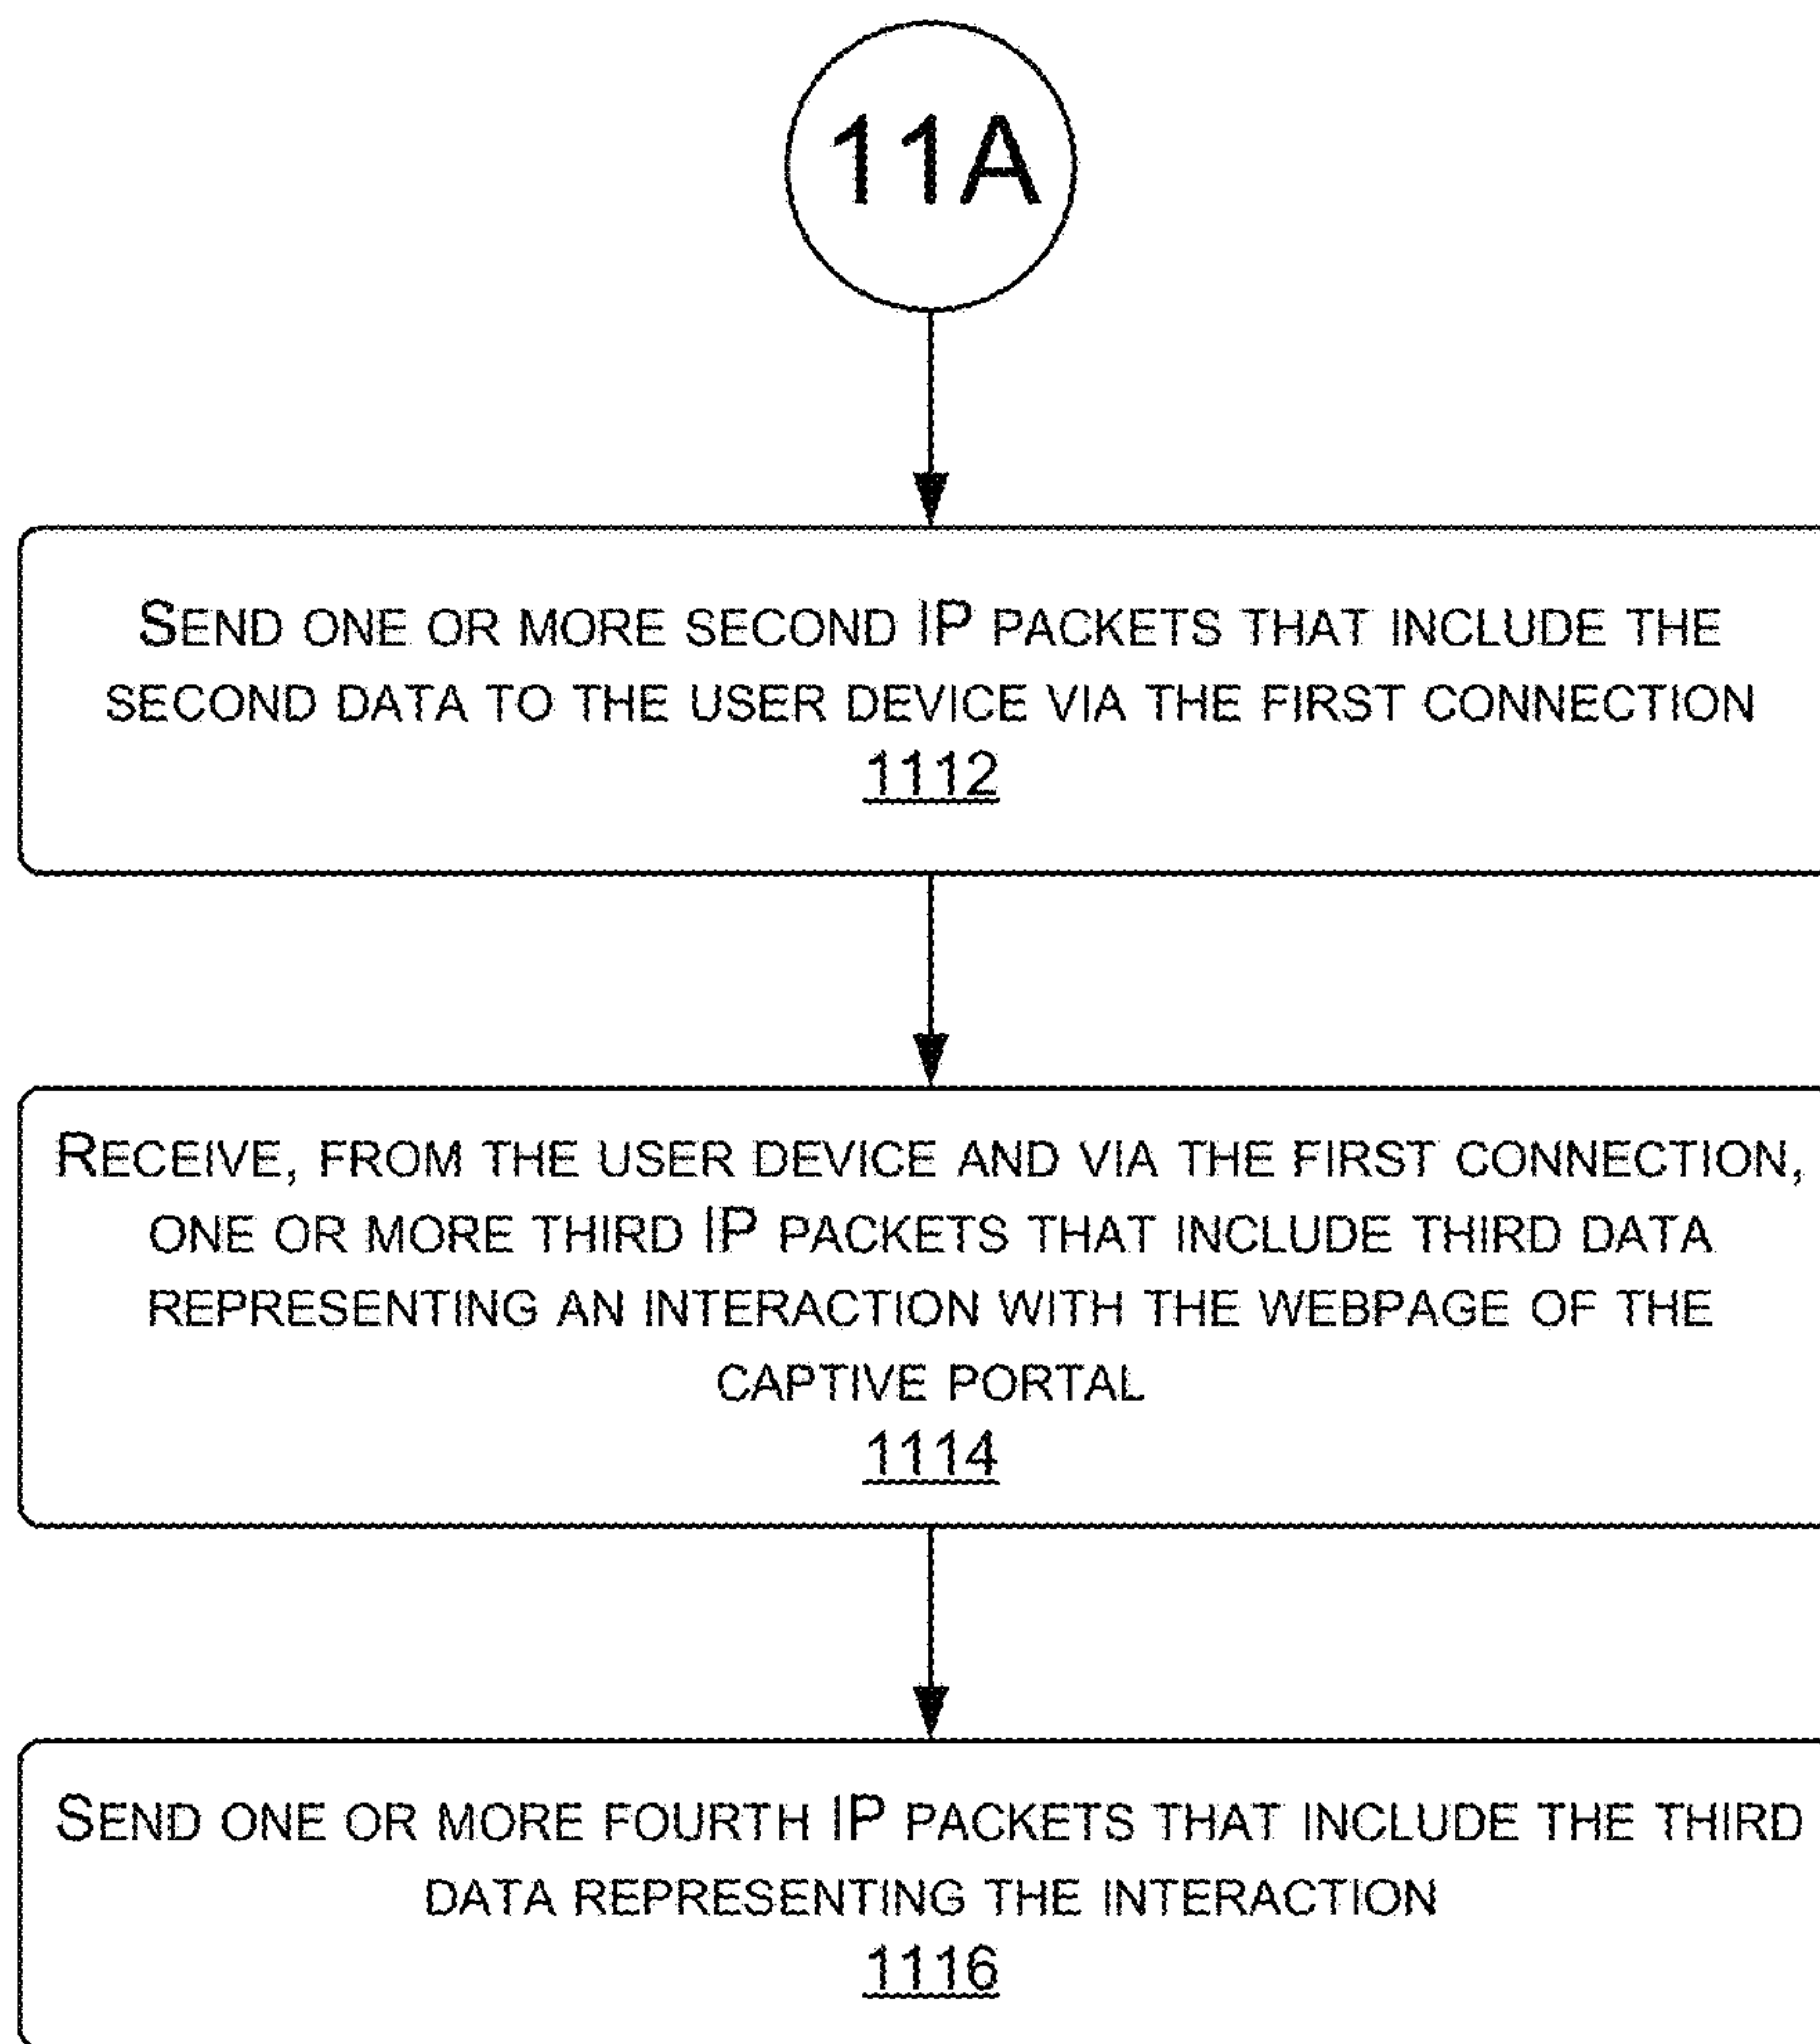 11A
SEND ONE OR MORE SECOND IP PACKETS THAT INCLUDE THE
SECOND DATA TO THE USER DEVICE VIA THE FIRST CONNECTION
1112
RECEIVE, FROM THE USER DEVICE AND VIA THE FIRST CONNECTION,
ONE OR MORE THIRD IP PACKETS THAT INCLUDE THIRD DATA
REPRESENTING AN INTERACTION WITH THE WEBPAGE OF THE
CAPTIVE PORTAL
1114
SEND ONE OR MORE FOURTH IP PACKETS THAT INCLUDE THE THIRD
DATA REPRESENTING THE INTERACTION
1116